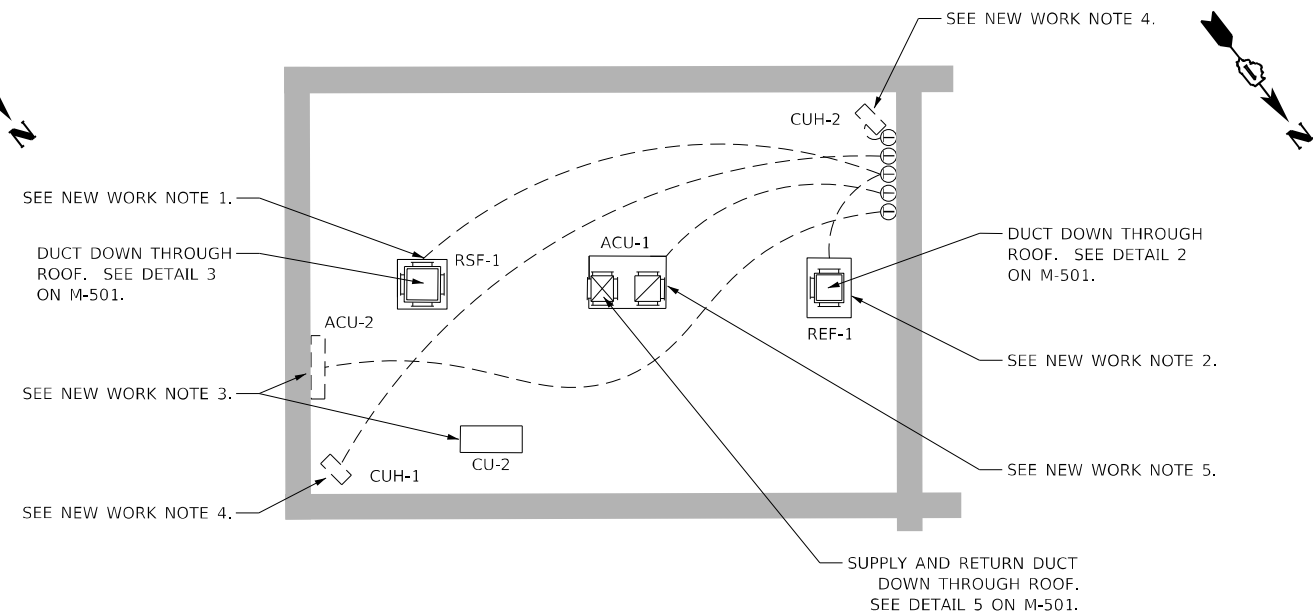 SEE NEW WORK NOTE 4.
CUH-2
N
N
SEE NEW WORK NOTE 1.
DUCT DOWN THROUGH
ROOF. SEE DETAIL 3
ON M-501.
RSF-1
ACU-1
DUCT DOWN THROUGH
ROOF. SEE DETAIL 2
ON M-501.
ACU-2
REF-1
SEE NEW WORK NOTE 2.
SEE NEW WORK NOTE 3.
CU-2
CUH-1
SEE NEW WORK NOTE 5.
SEE NEW WORK NOTE 4.
SUPPLY AND RETURN DUCT
DOWN THROUGH ROOF.
SEE DETAIL 5 ON M-501.